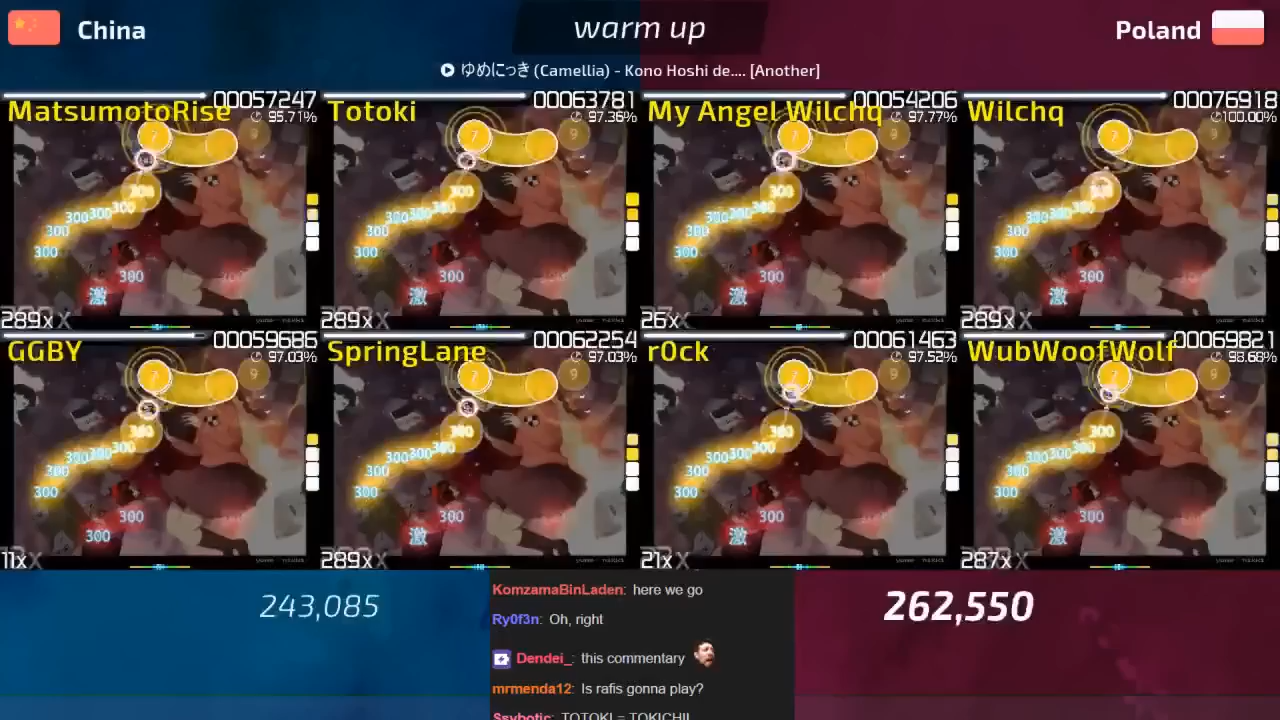 China
warm up
Poland
ゆめにっき (Camellia) - Kono Hoshi de.... [Another]
00057247
MatsumotoRise
95.71%
00063781
Totoki
97.36%
00054206
My Angel Wilchq
97.77%
00076918
Wilchq
100.00%
289x
289x
26x
289x
00059686
GGBY
97.03%
00062254
SpringLane
97.03%
00061463
r0ck
97.52%
00069821
WubWoofWolf
98.68%
11x
289x
21x
287x
243,085
262,550
KomzamaBinLaden: here we go
Ry0f3n: Oh, right
Dendei_: this commentary
mrmenda12: Is rafis gonna play?
Ssybotic: TOTOKI = TOKICHI